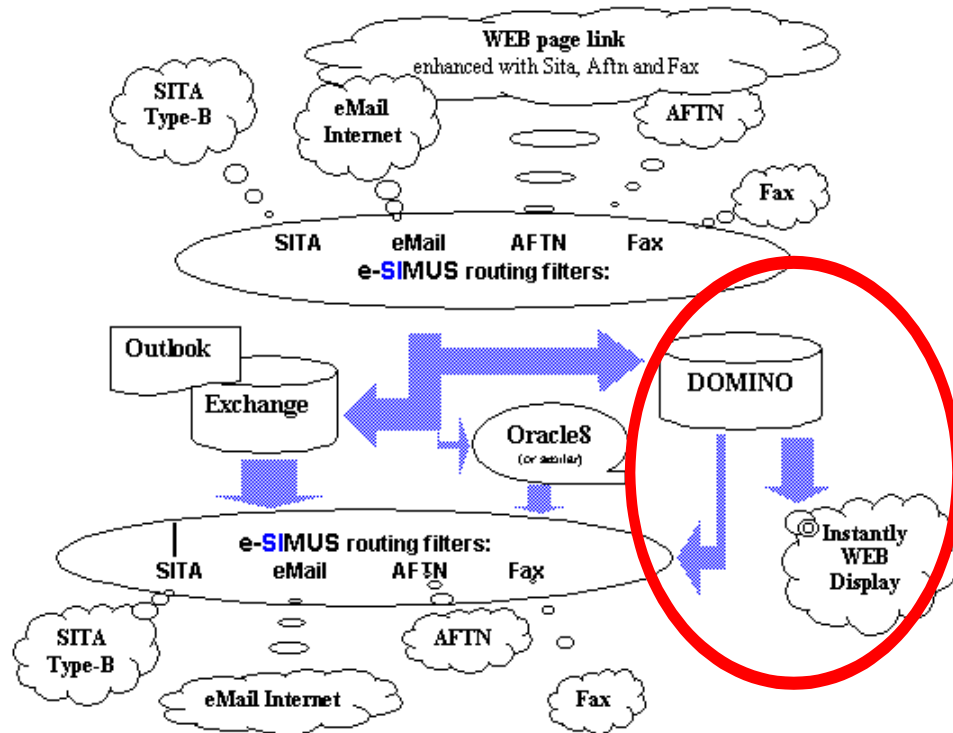 WEB page link
enhanced with Sita, Aftn and Fax
SITA
Type-B
eMail
Internet
AFTN
Fax
SITA eMail AFTN Fax
e-SIMUS routing filters:
Outlook
Exchange
DOMINO
Oracle8
(or similar)
e-SIMUS routing filters:
SITA eMail AFTN Fax
Instantly
WEB
Display
SITA
Type-B
eMail Internet
AFTN
Fax